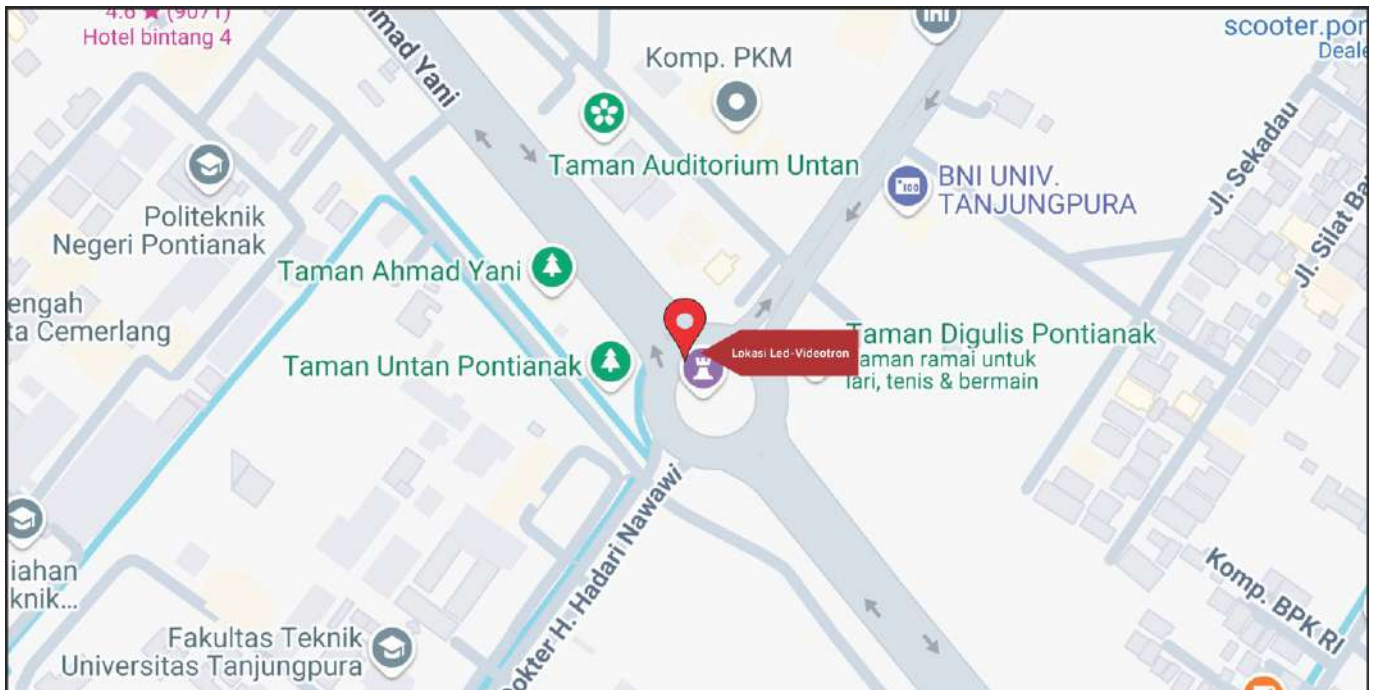 4.6 ★ (9071)
Hotel bintang 4
hmad Yani
Komp. PKM
scooter.por
Deale
Taman Auditorium Untan
BNI UNIV.
TANJUNGPURA
Jl. Sekadau
Jl. Silat Ba
Politeknik
Negeri Pontianak
Taman Ahmad Yani
engah
ta Cemerlang
Taman Untan Pontianak
Lokasi Led-Videotron
Taman Digulis Pontianak
Taman ramai untuk
lari, tenis & bermain
Dokter H. Hadari Nawawi
iahan
knik...
Fakultas Teknik
Universitas Tanjungpura
Komp. BPK RI